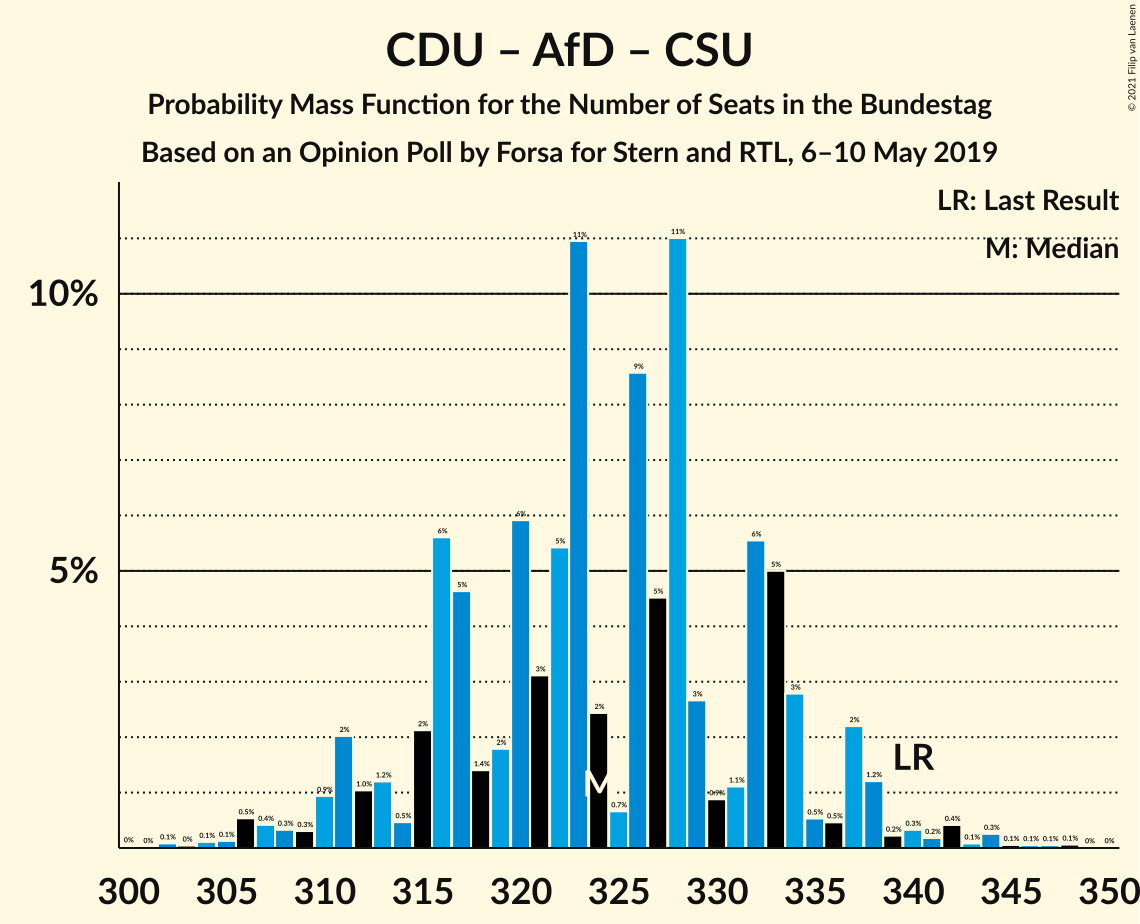 CDU – AfD – CSU
Probability Mass Function for the Number of Seats in the Bundestag
Based on an Opinion Poll by Forsa for Stern and RTL, 6–10 May 2019
© 2021 Filip van Laenen
LR: Last Result
M: Median
10%
5%
0% 0% 0.1% 0% 0.1% 0.1% 0.5% 0.4% 0.3% 0.3% 0.9% 2% 1.0% 1.2% 0.5% 2% 6% 5% 1.4% 2% 6% 3% 5% 11% 2% 0.7% 9% 5% 11% 3% 0.9% 1.1% 6% 5% 3% 0.5% 0.5% 2% 1.2% 0.2% 0.3% 0.2% 0.4% 0.1% 0.3% 0.1% 0.1% 0.1% 0.1% 0% 0%
M
LR
300 305 310 315 320 325 330 335 340 345 350